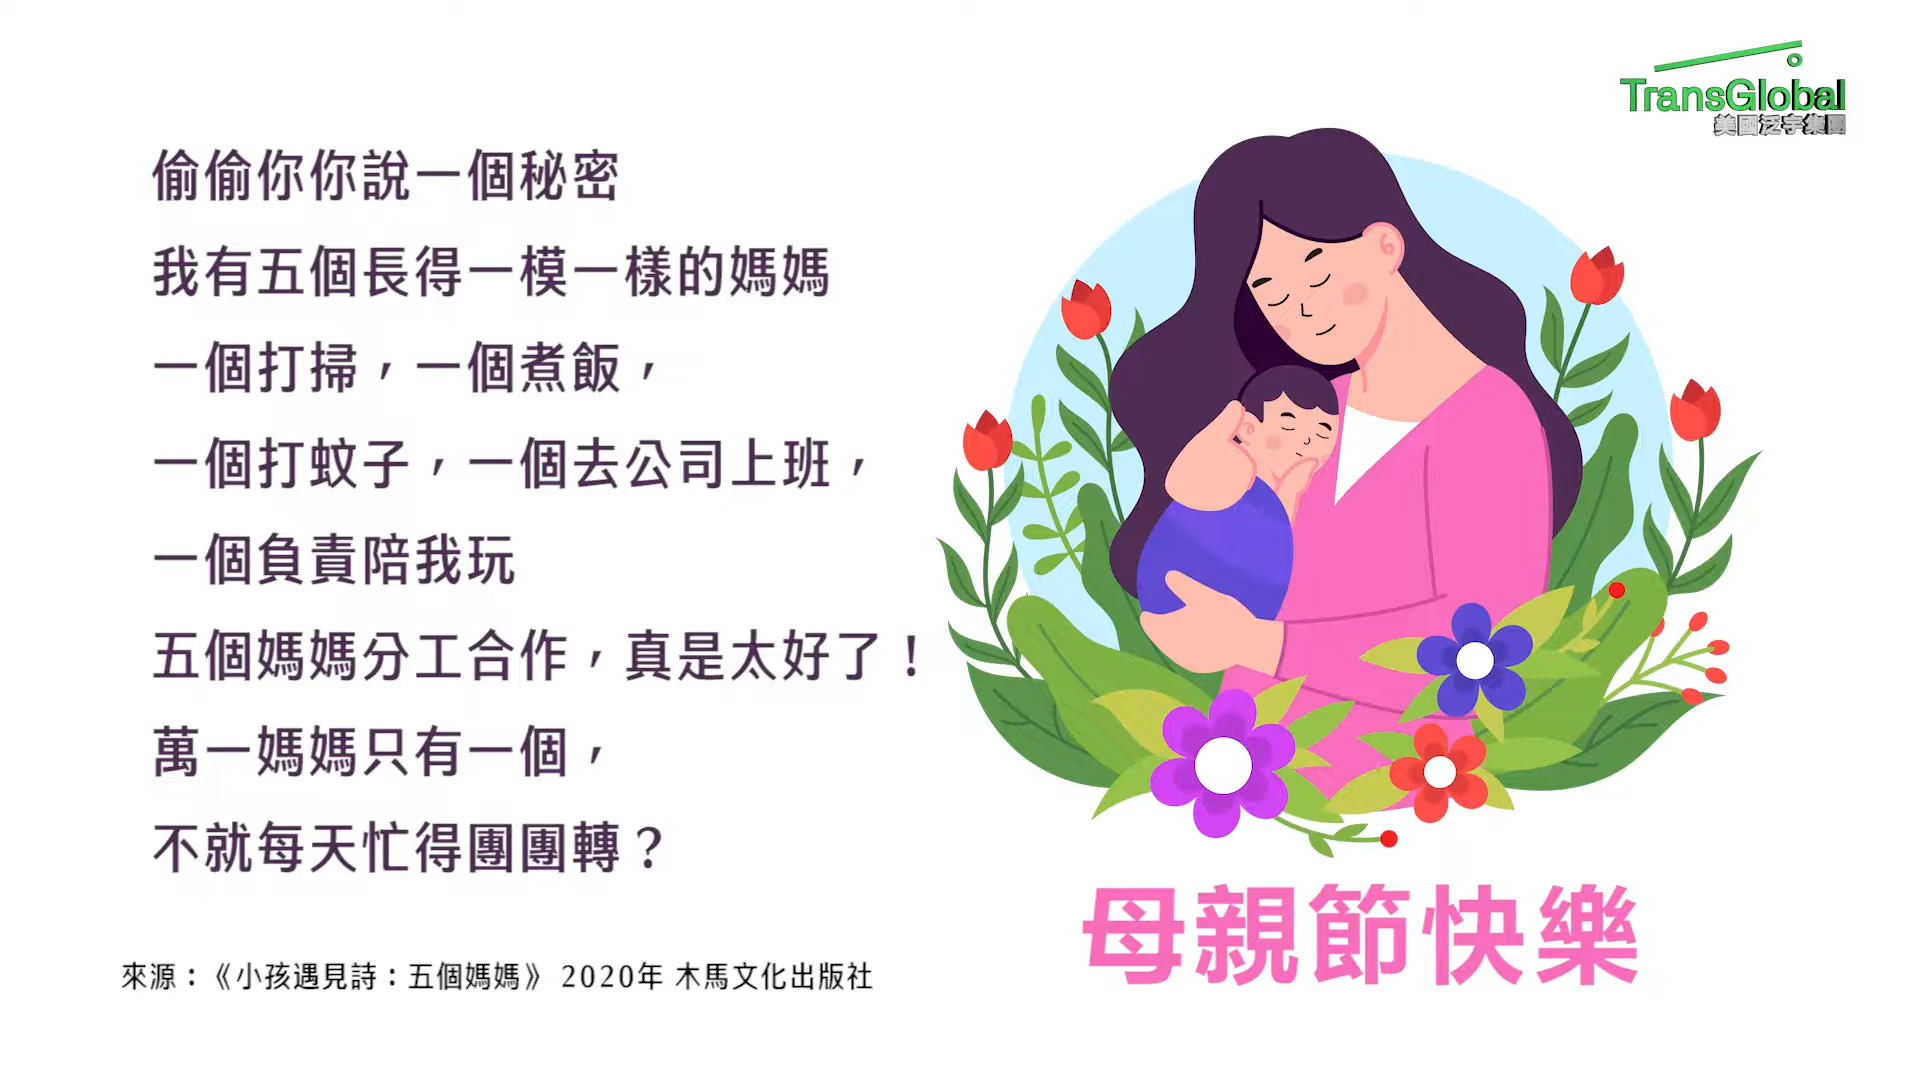 TransGlobal
美國泛宇集團
偷偷你你說一個秘密
我有五個長得一模一樣的媽媽
一個打掃，一個煮飯，
一個打蚊子，一個去公司上班，
一個負責陪我玩
五個媽媽分工合作，真是太好了！
萬一媽媽只有一個，
不就每天忙得團團轉？
母親節快樂
來源：《小孩遇見詩：五個媽媽》 2020年 木馬文化出版社